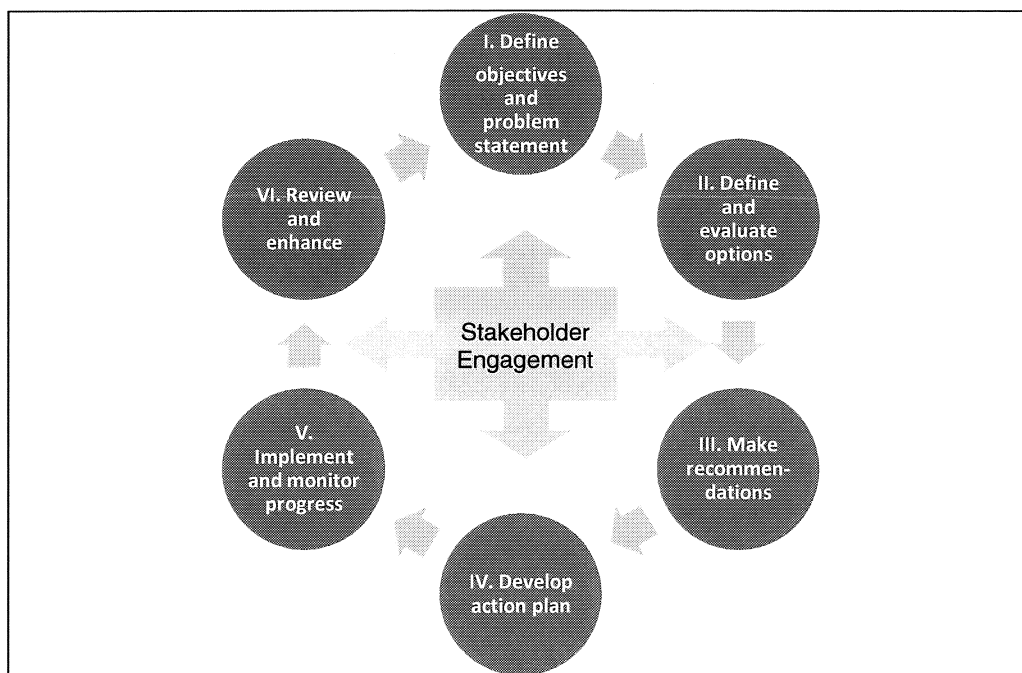 I. Define
objectives
and
problem
statement
II. Define
and
evaluate
options
III. Make
recommen-
dations
IV. Develop
action plan
V.
Implement
and monitor
progress
VI. Review
and
enhance
Stakeholder
Engagement